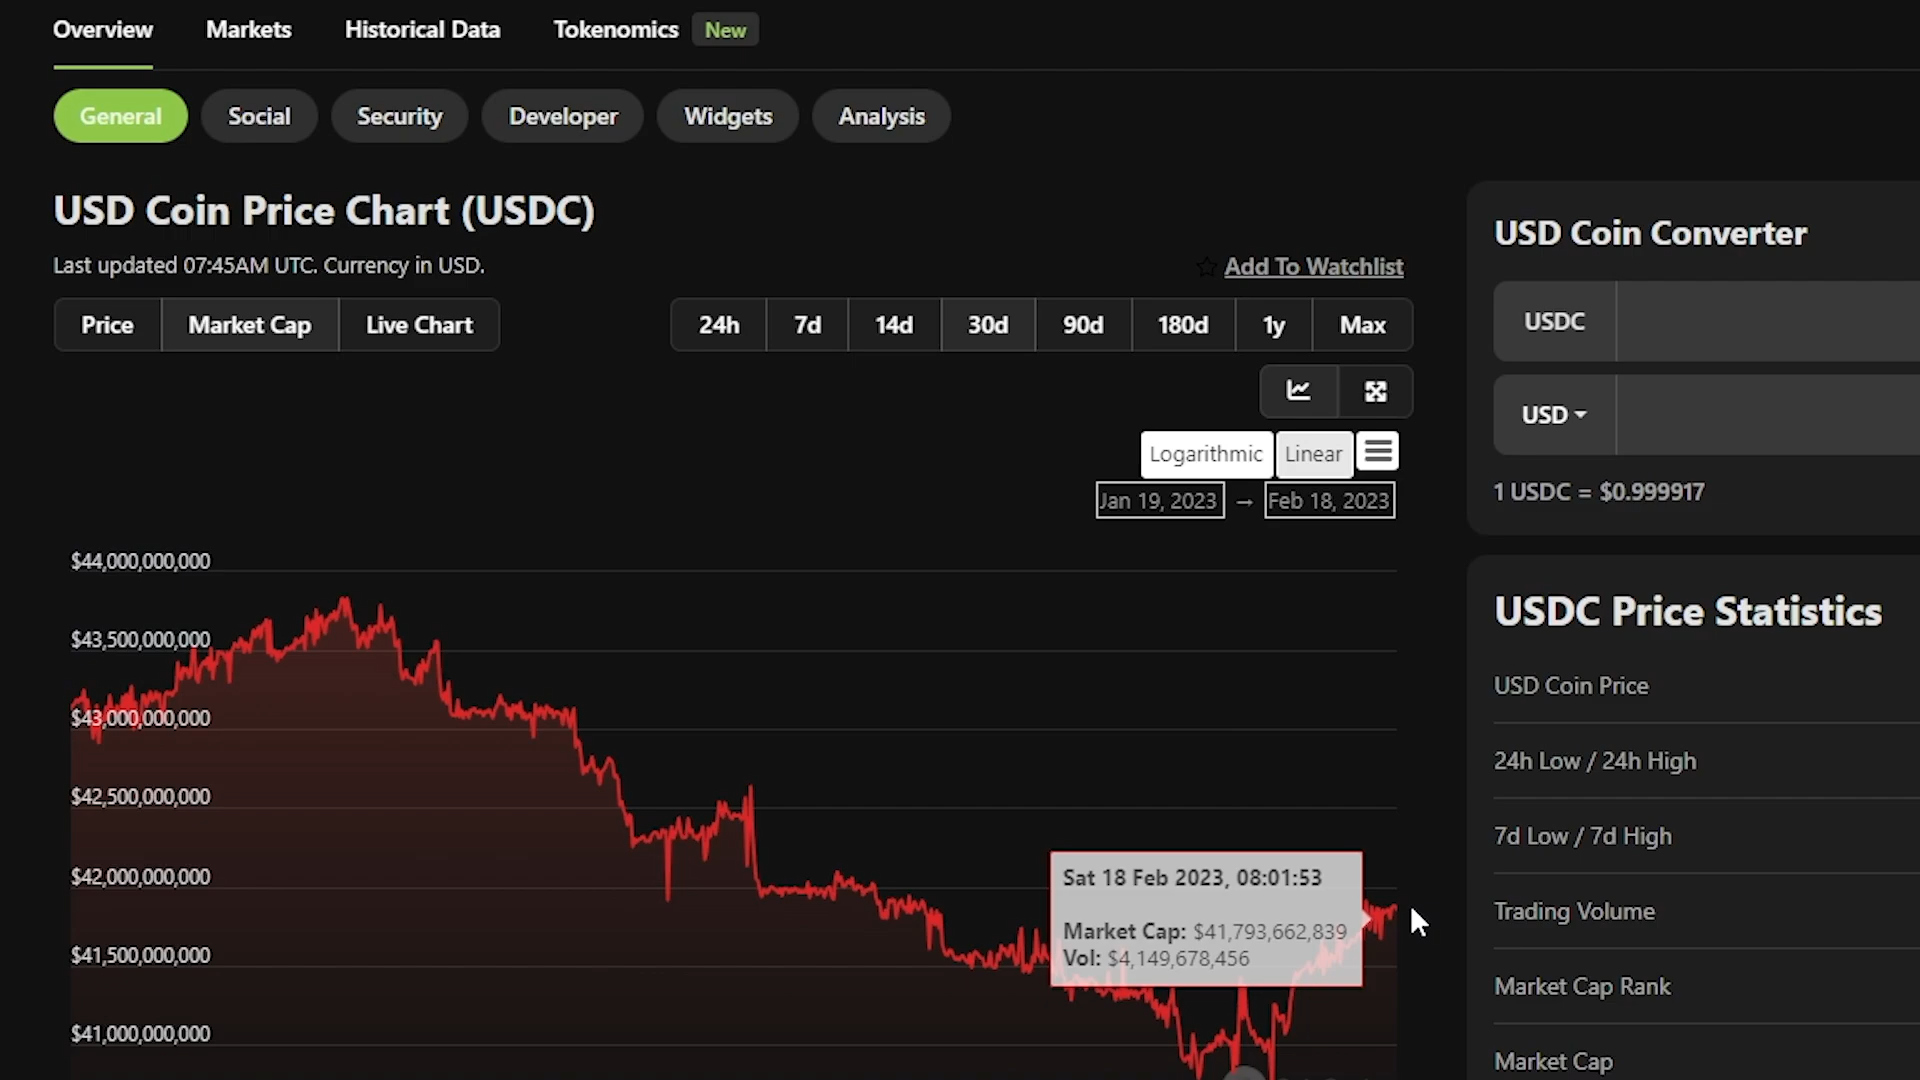 Overview Markets Historical Data Tokenomics New
General Social Security Developer Widgets Analysis
USD Coin Price Chart (USDC)
Last updated 07:45AM UTC. Currency in USD.
Add To Watchlist
Price Market Cap Live Chart
24h 7d 14d 30d 90d 180d 1y Max
Logarithmic Linear
Jan 19, 2023 → Feb 18, 2023
$44,000,000,000
$43,500,000,000
$43,000,000,000
$42,500,000,000
$42,000,000,000
$41,500,000,000
$41,000,000,000
Sat 18 Feb 2023, 08:01:53
Market Cap: $41,793,662,839
Vol: $4,149,678,456
USD Coin Converter
USDC
USD
1 USDC = $0.999917
USDC Price Statistics
USD Coin Price
24h Low / 24h High
7d Low / 7d High
Trading Volume
Market Cap Rank
Market Cap